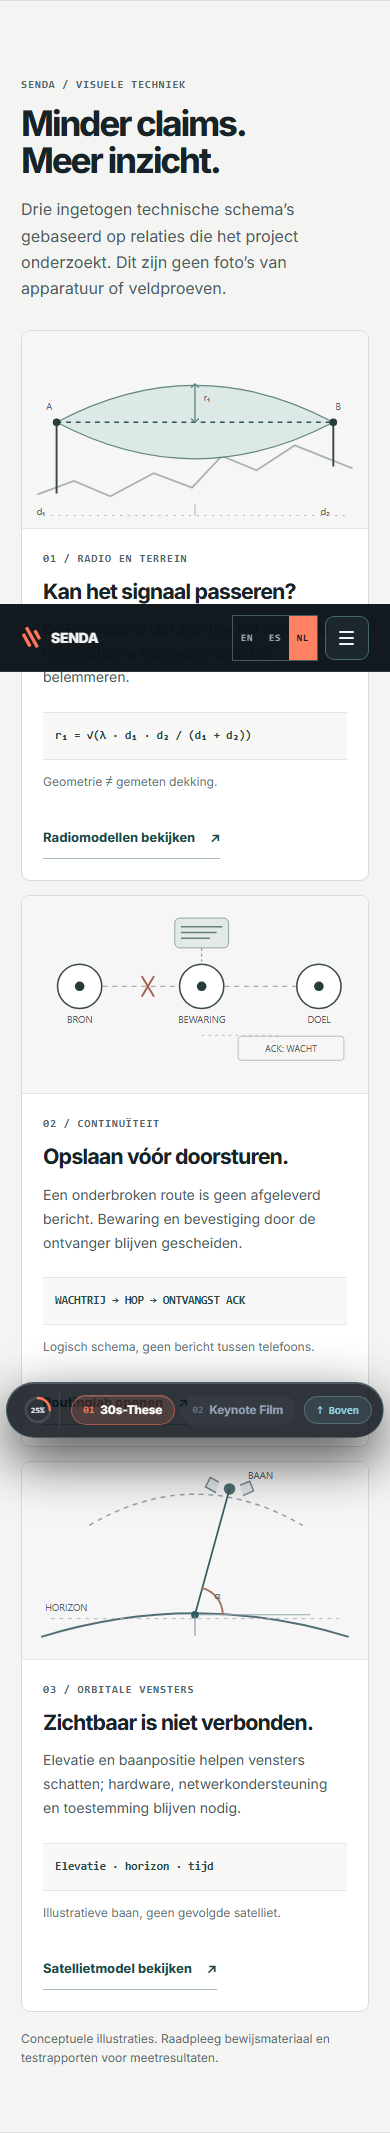 SENDA / VISUELE TECHNIEK
Minder claims.
Meer inzicht.
Drie ingetogen technische schema's
gebaseerd op relaties die het project
onderzoekt. Dit zijn geen foto's van
apparatuur of veldproeven.
A
B
r₁
d₁
d₂
01 / RADIO EN TERREIN
Kan het signaal passeren?
SENDA
EN ES NL
belemmeren.
r₁ = √(λ · d₁ · d₂ / (d₁ + d₂))
Geometrie ≠ gemeten dekking.
Radiomodellen bekijken ↗
BRON
BEWARING
DOEL
ACK: WACHT
02 / CONTINUÏTEIT
Opslaan vóór doorsturen.
Een onderbroken route is geen afgeleverd
bericht. Bewaring en bevestiging door de
ontvanger blijven gescheiden.
WACHTRIJ → HOP → ONTVANGST ACK
Logisch schema, geen bericht tussen telefoons.
25%
01 30s-These
02 Keynote Film
↑ Boven
BAAN
α
HORIZON
03 / ORBITALE VENSTERS
Zichtbaar is niet verbonden.
Elevatie en baanpositie helpen vensters
schatten; hardware, netwerkondersteuning
en toestemming blijven nodig.
Elevatie · horizon · tijd
Illustratieve baan, geen gevolgde satelliet.
Satellietmodel bekijken ↗
Conceptuele illustraties. Raadpleeg bewijsmateriaal en
testrapporten voor meetresultaten.